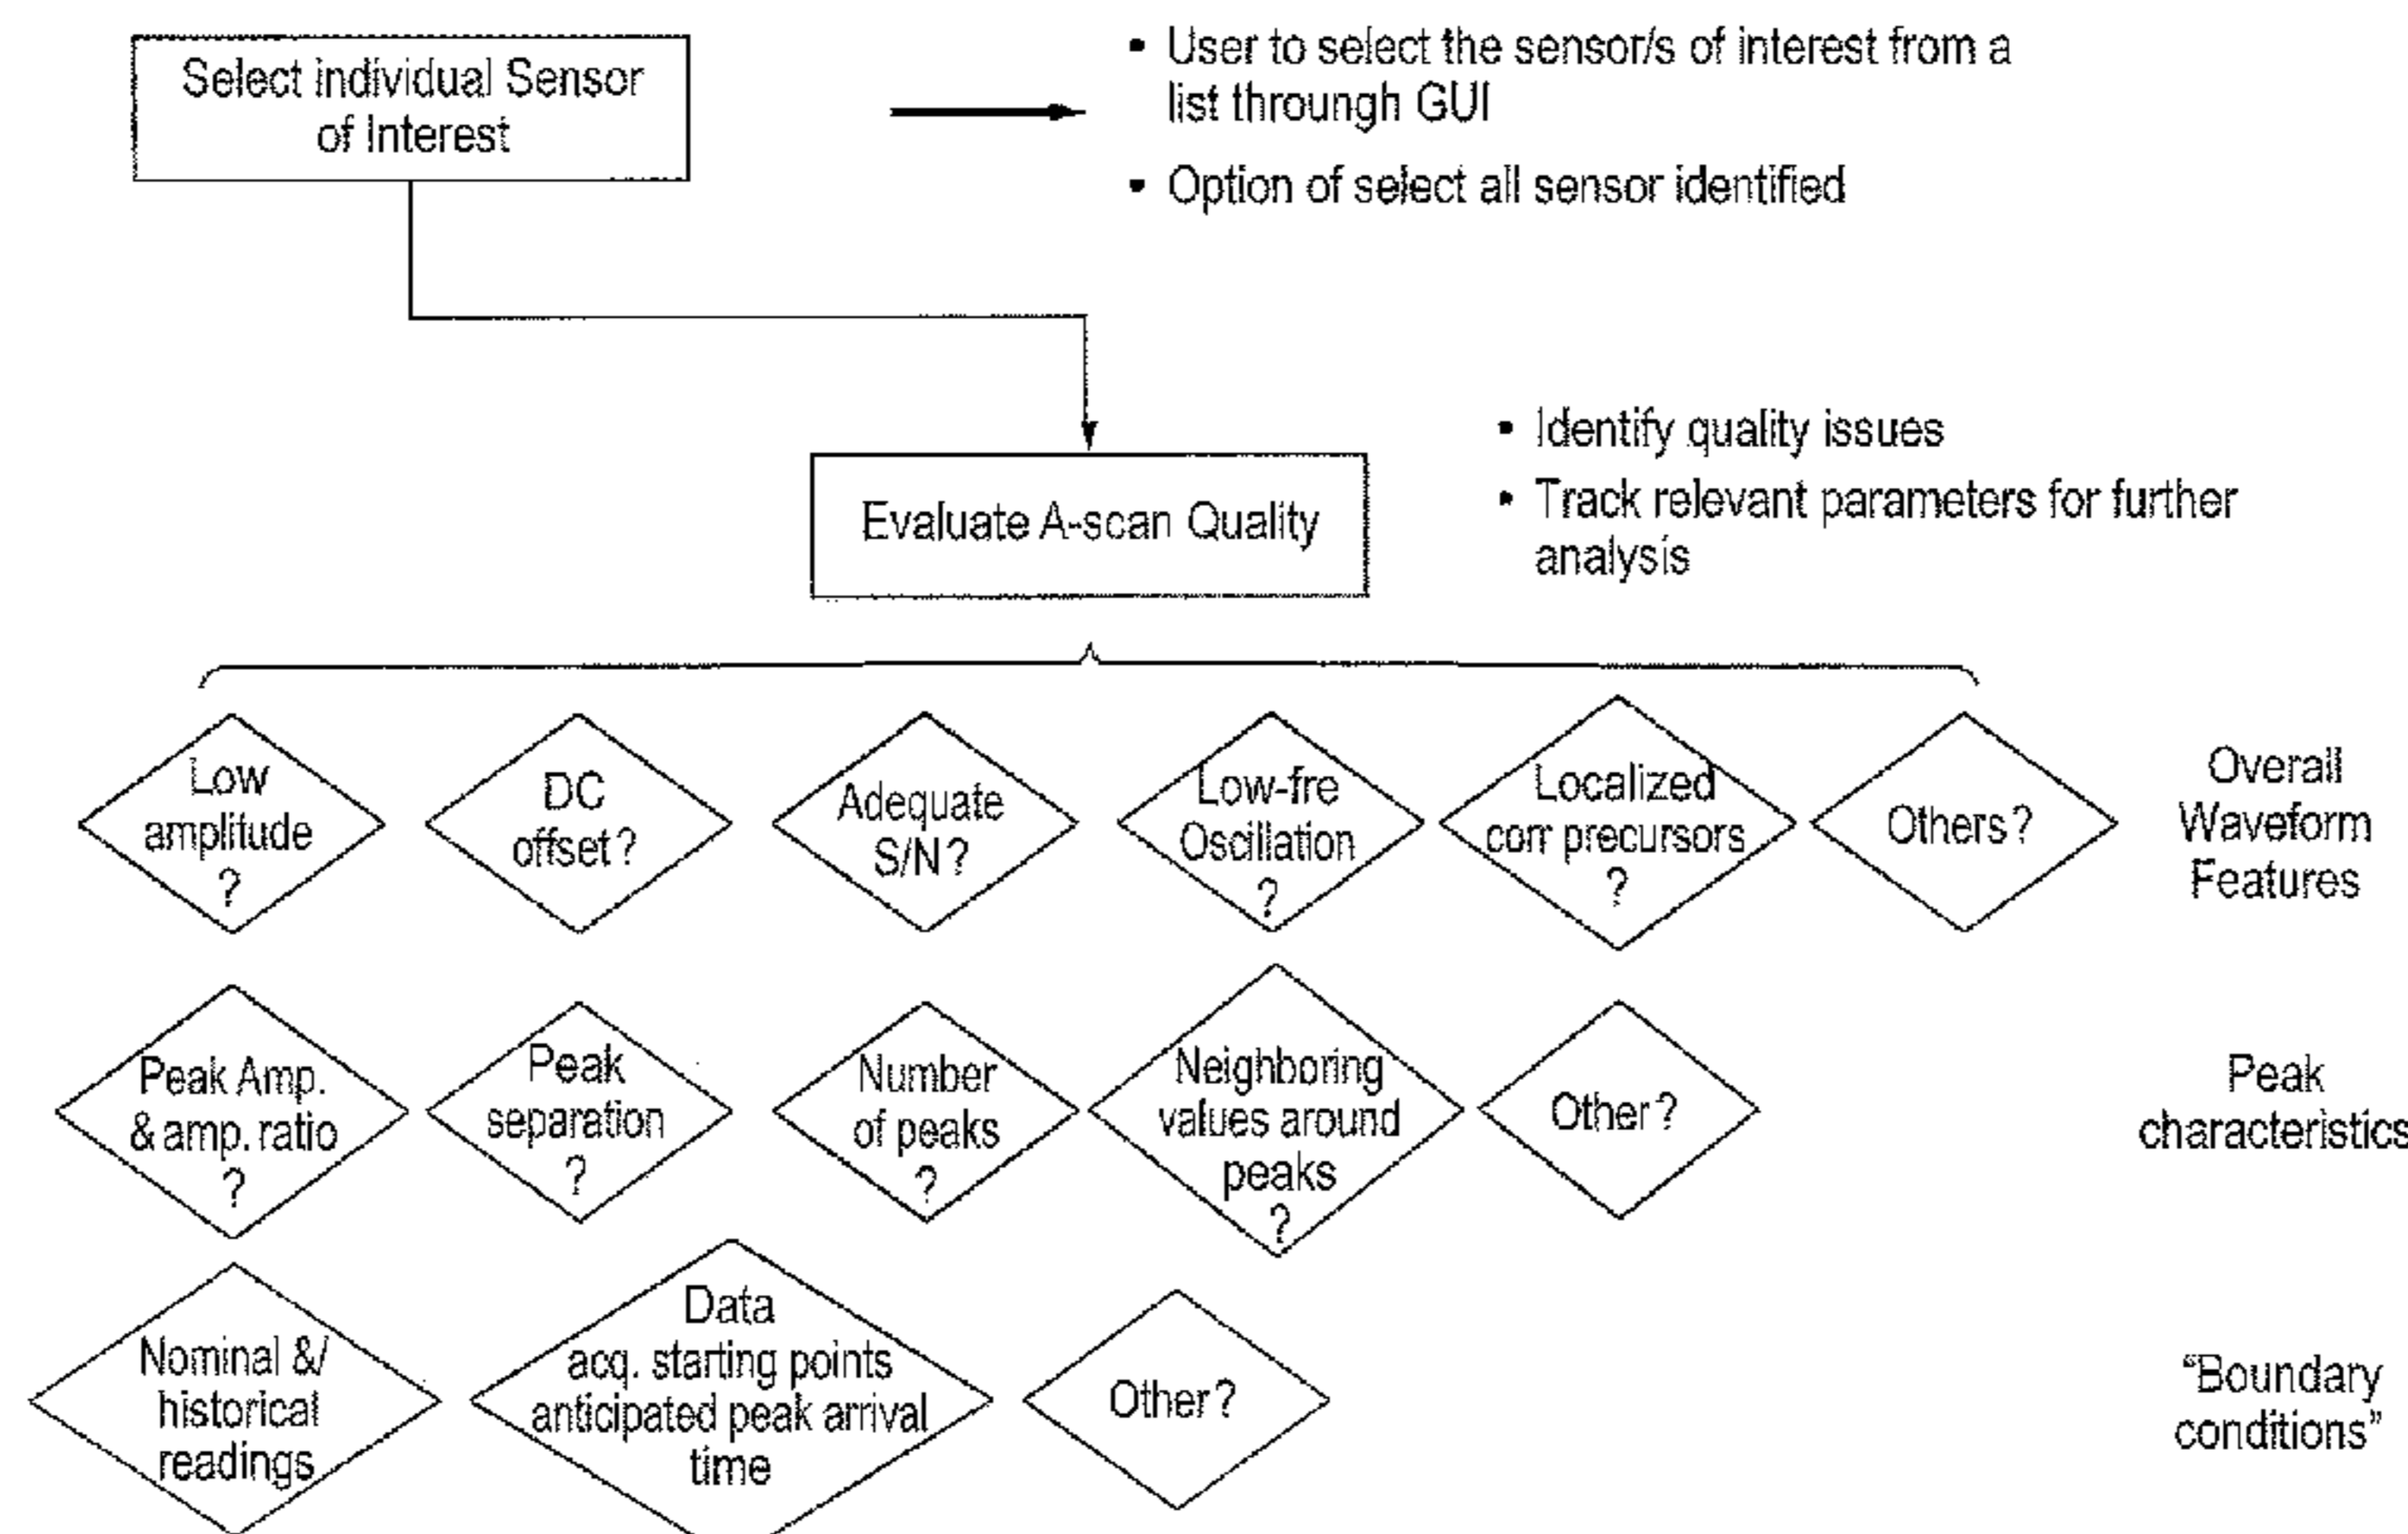 Select individual Sensor
of Interest
• User to select the sensor/s of interest from a
list throungh GUI
• Option of select all sensor identified
Evaluate A-scan Quality
• Identify quality issues
• Track relevant parameters for further
analysis
Low
amplitude
?
DC
offset?
Adequate
S/N?
Low-fre
Oscillation
?
Localized
corr precursors
?
Others?
Overall
Waveform
Features
Peak Amp.
& amp. ratio
?
Peak
separation
?
Number
of peaks
?
Neighboring
values around
peaks
?
Other?
Peak
characteristics
Nominal &/
historical
readings
Data
acq. starting points
anticipated peak arrival
time
Other?
“Boundary
conditions”